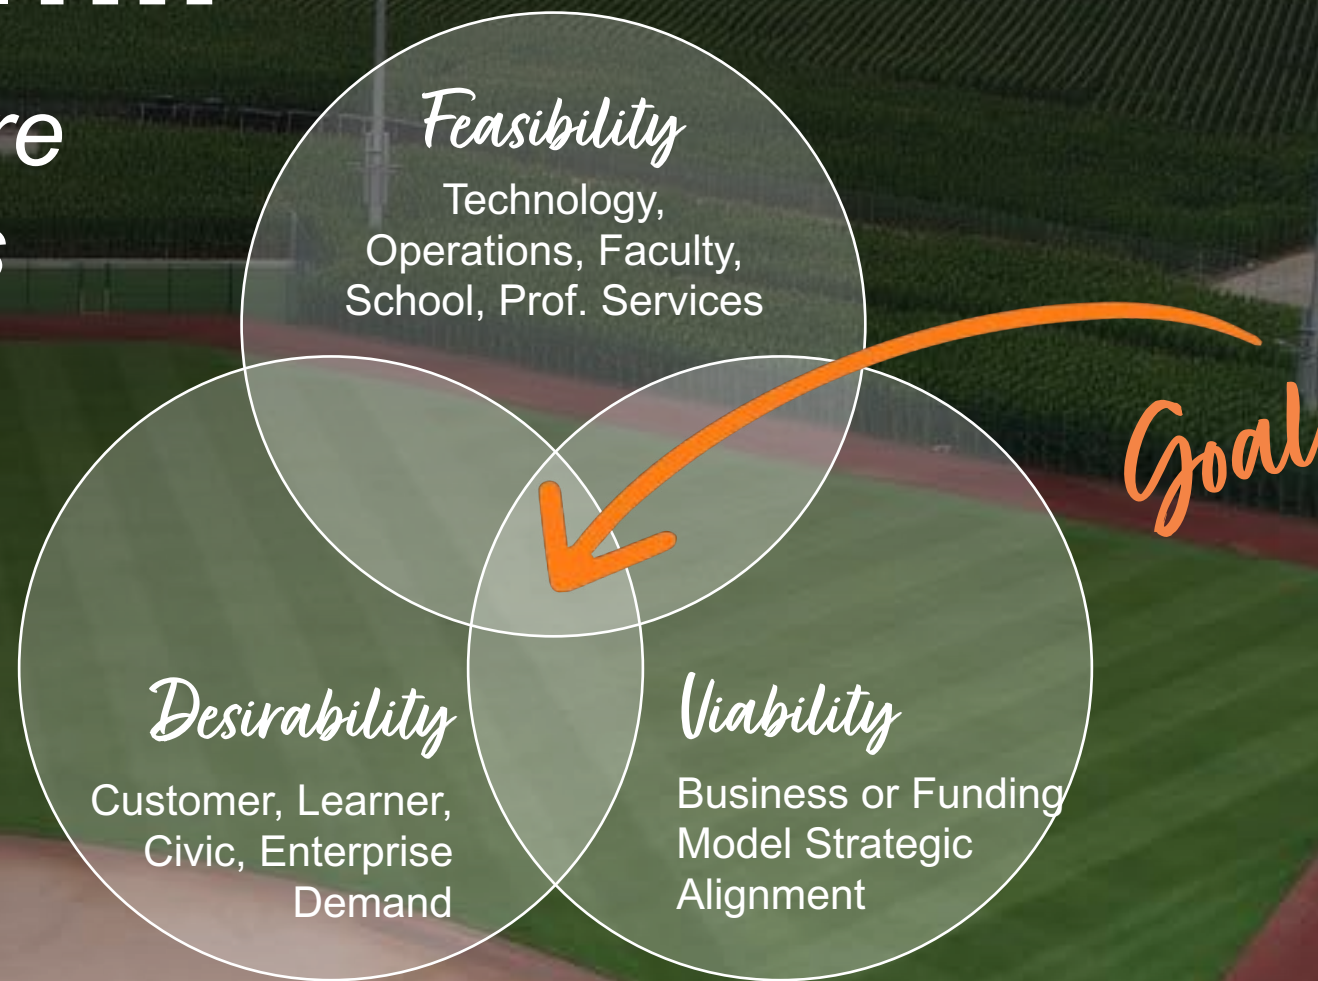 re
s
Feasibility
Technology,
Operations, Faculty,
School, Prof. Services
Goal
Desirability
Customer, Learner,
Civic, Enterprise
Demand
Viability
Business or Funding
Model Strategic
Alignment